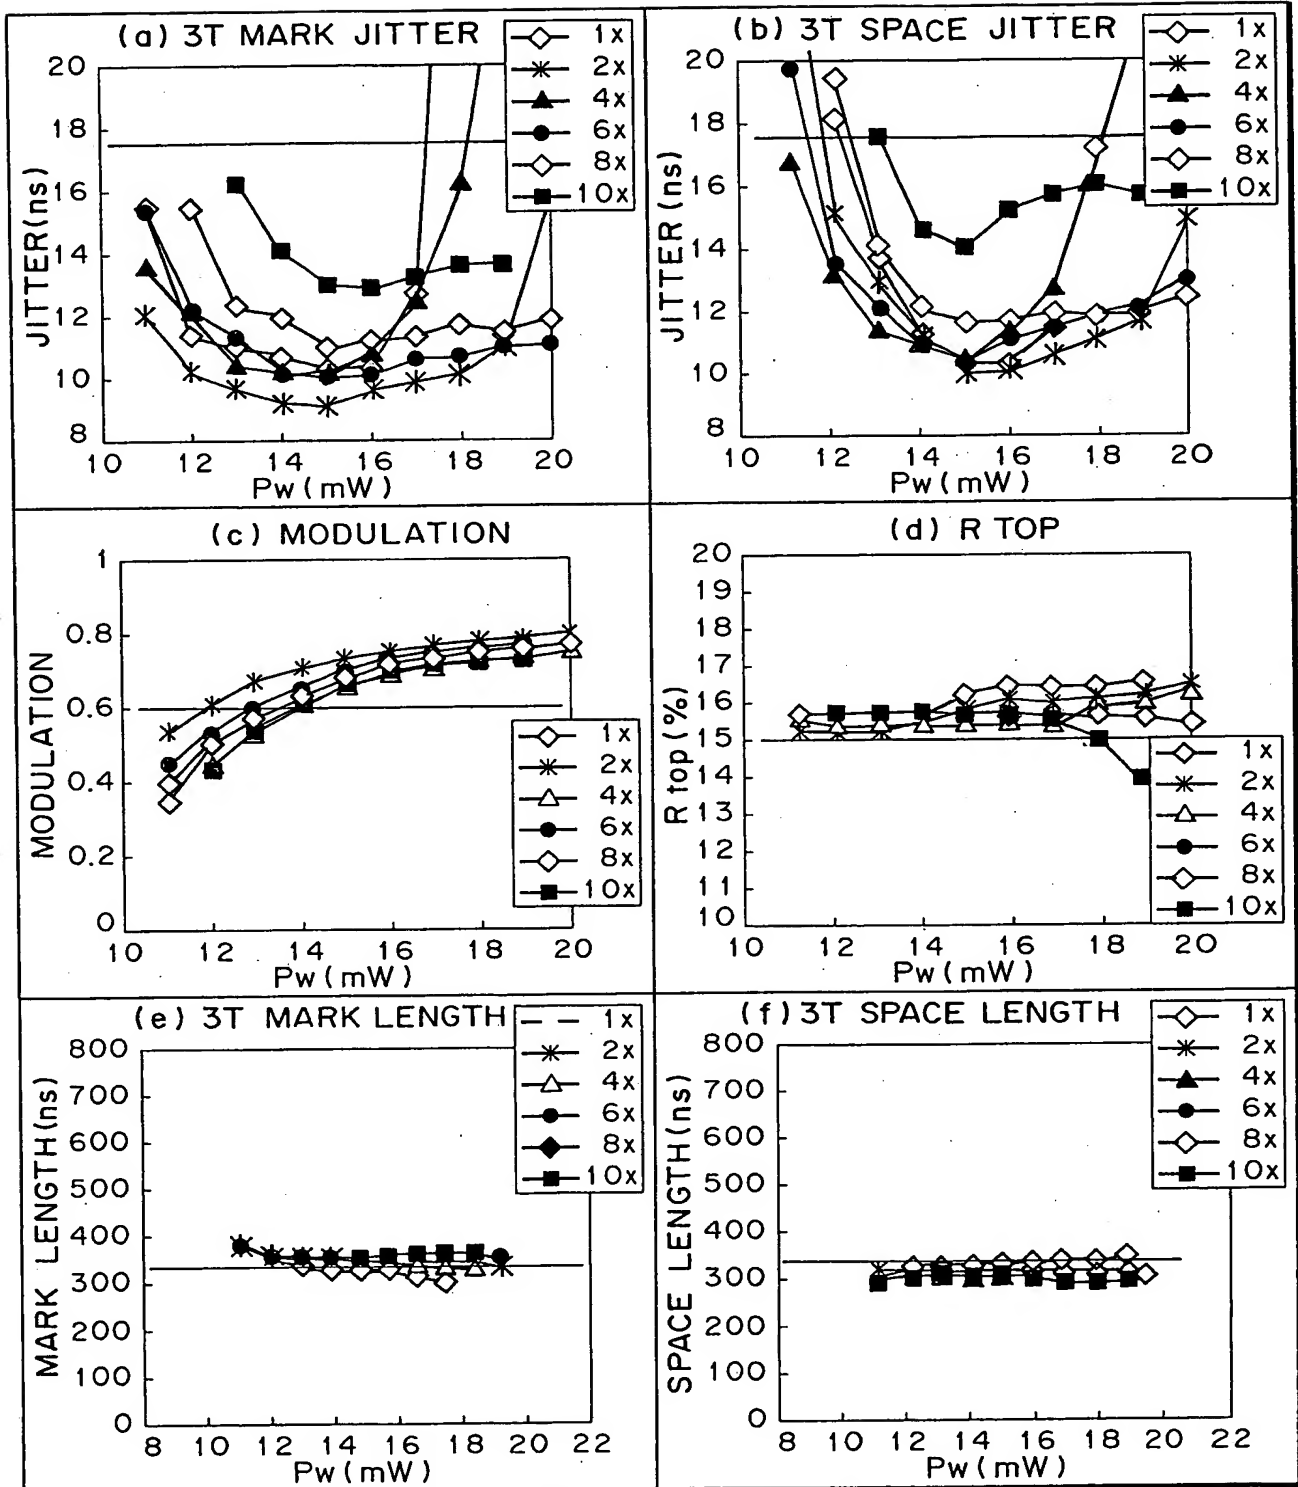 (a) 3T MARK JITTER
1x
2x
4x
6x
8x
10x
20
18
16
14
12
10
8
JITTER(ns)
10 12 14 16 18 20
Pw(mW)
(b) 3T SPACE JITTER
1x
2x
4x
6x
8x
10x
20
18
16
14
12
10
8
JITTER(ns)
10 12 14 16 18 20
Pw(mW)
(c) MODULATION
1
0.8
0.6
0.4
0.2
0
MODULATION
1x
2x
4x
6x
8x
10x
10 12 14 16 18 20
Pw(mW)
(d) R TOP
20
19
18
17
16
15
14
13
12
11
10
Rtop(%)
1x
2x
4x
6x
8x
10x
10 12 14 16 18 20
Pw(mW)
(e) 3T MARK LENGTH
1x
2x
4x
6x
8x
10x
800
700
600
500
400
300
200
100
0
MARK LENGTH(ns)
8 10 12 14 16 18 20 22
Pw(mW)
(f) 3T SPACE LENGTH
1x
2x
4x
6x
8x
10x
800
700
600
500
400
300
200
100
0
SPACE LENGTH(ns)
8 10 12 14 16 18 20 22
Pw(mW)